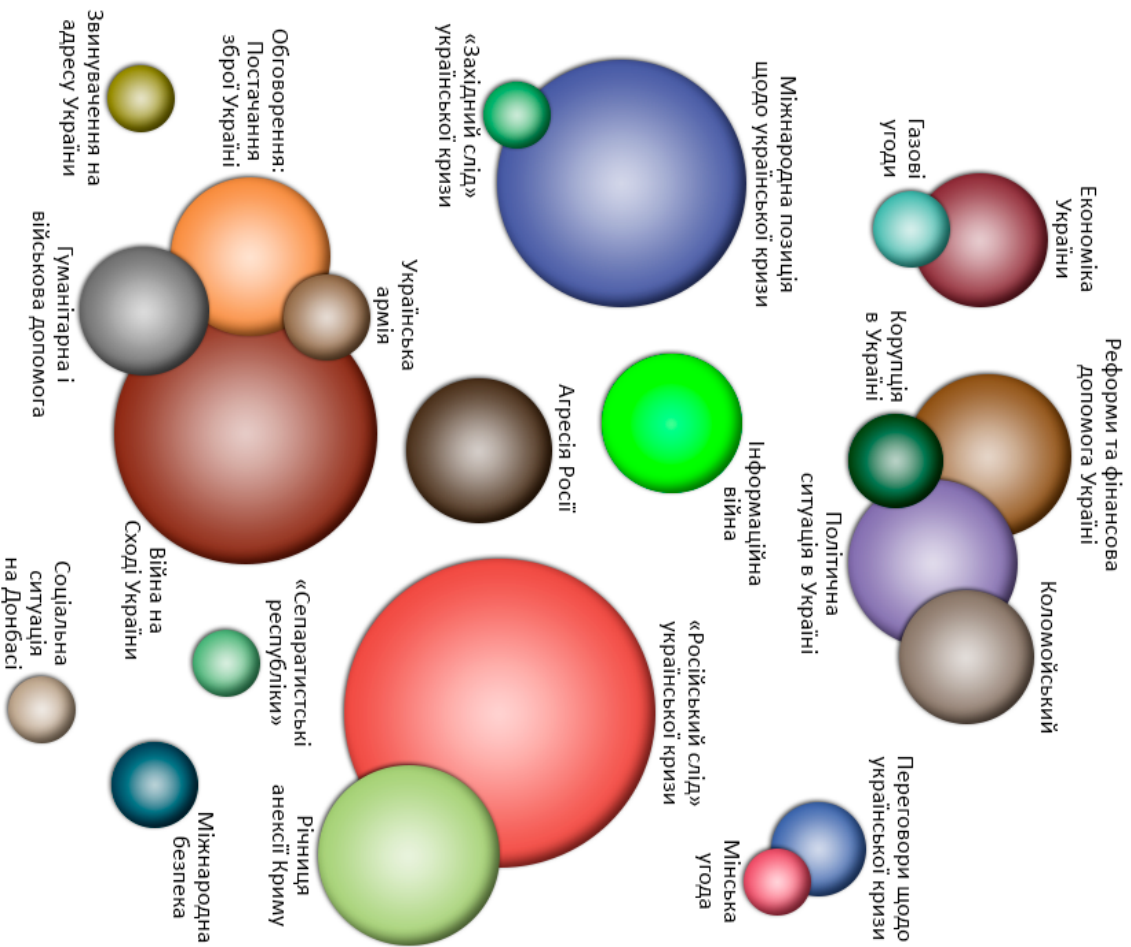 Реформи та фінансова
допомога Україні
Економіка
України
Коломойський
Газові
угоди
Переговори щодо
української кризи
Корупція
в Україні
Політична
ситуація в Україні
Міжнародна позиція
щодо української кризи
Інформаційна
війна
Мінська
угода
«Російський слід»
української кризи
Агресія Росії
«Західний слід»
української кризи
Українська
армія
«Сепаратистські
республіки»
Річниця
анексії Криму
Обговорення:
Постачання
зброї Україні
Міжнародна
безпека
Війна на
Сході України
Звинувачення на
адресу України
Гуманітарна і
військова допомога
Соціальна
ситуація
на Донбасі